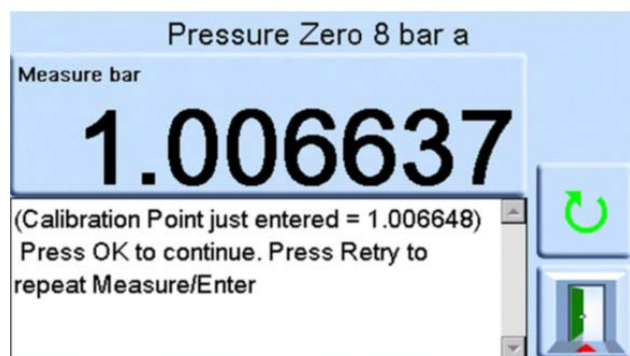 Pressure Zero 8 bar a
Measure bar
1.006637
(Calibration Point just entered = 1.006648)
Press OK to continue. Press Retry to
repeat Measure/Enter